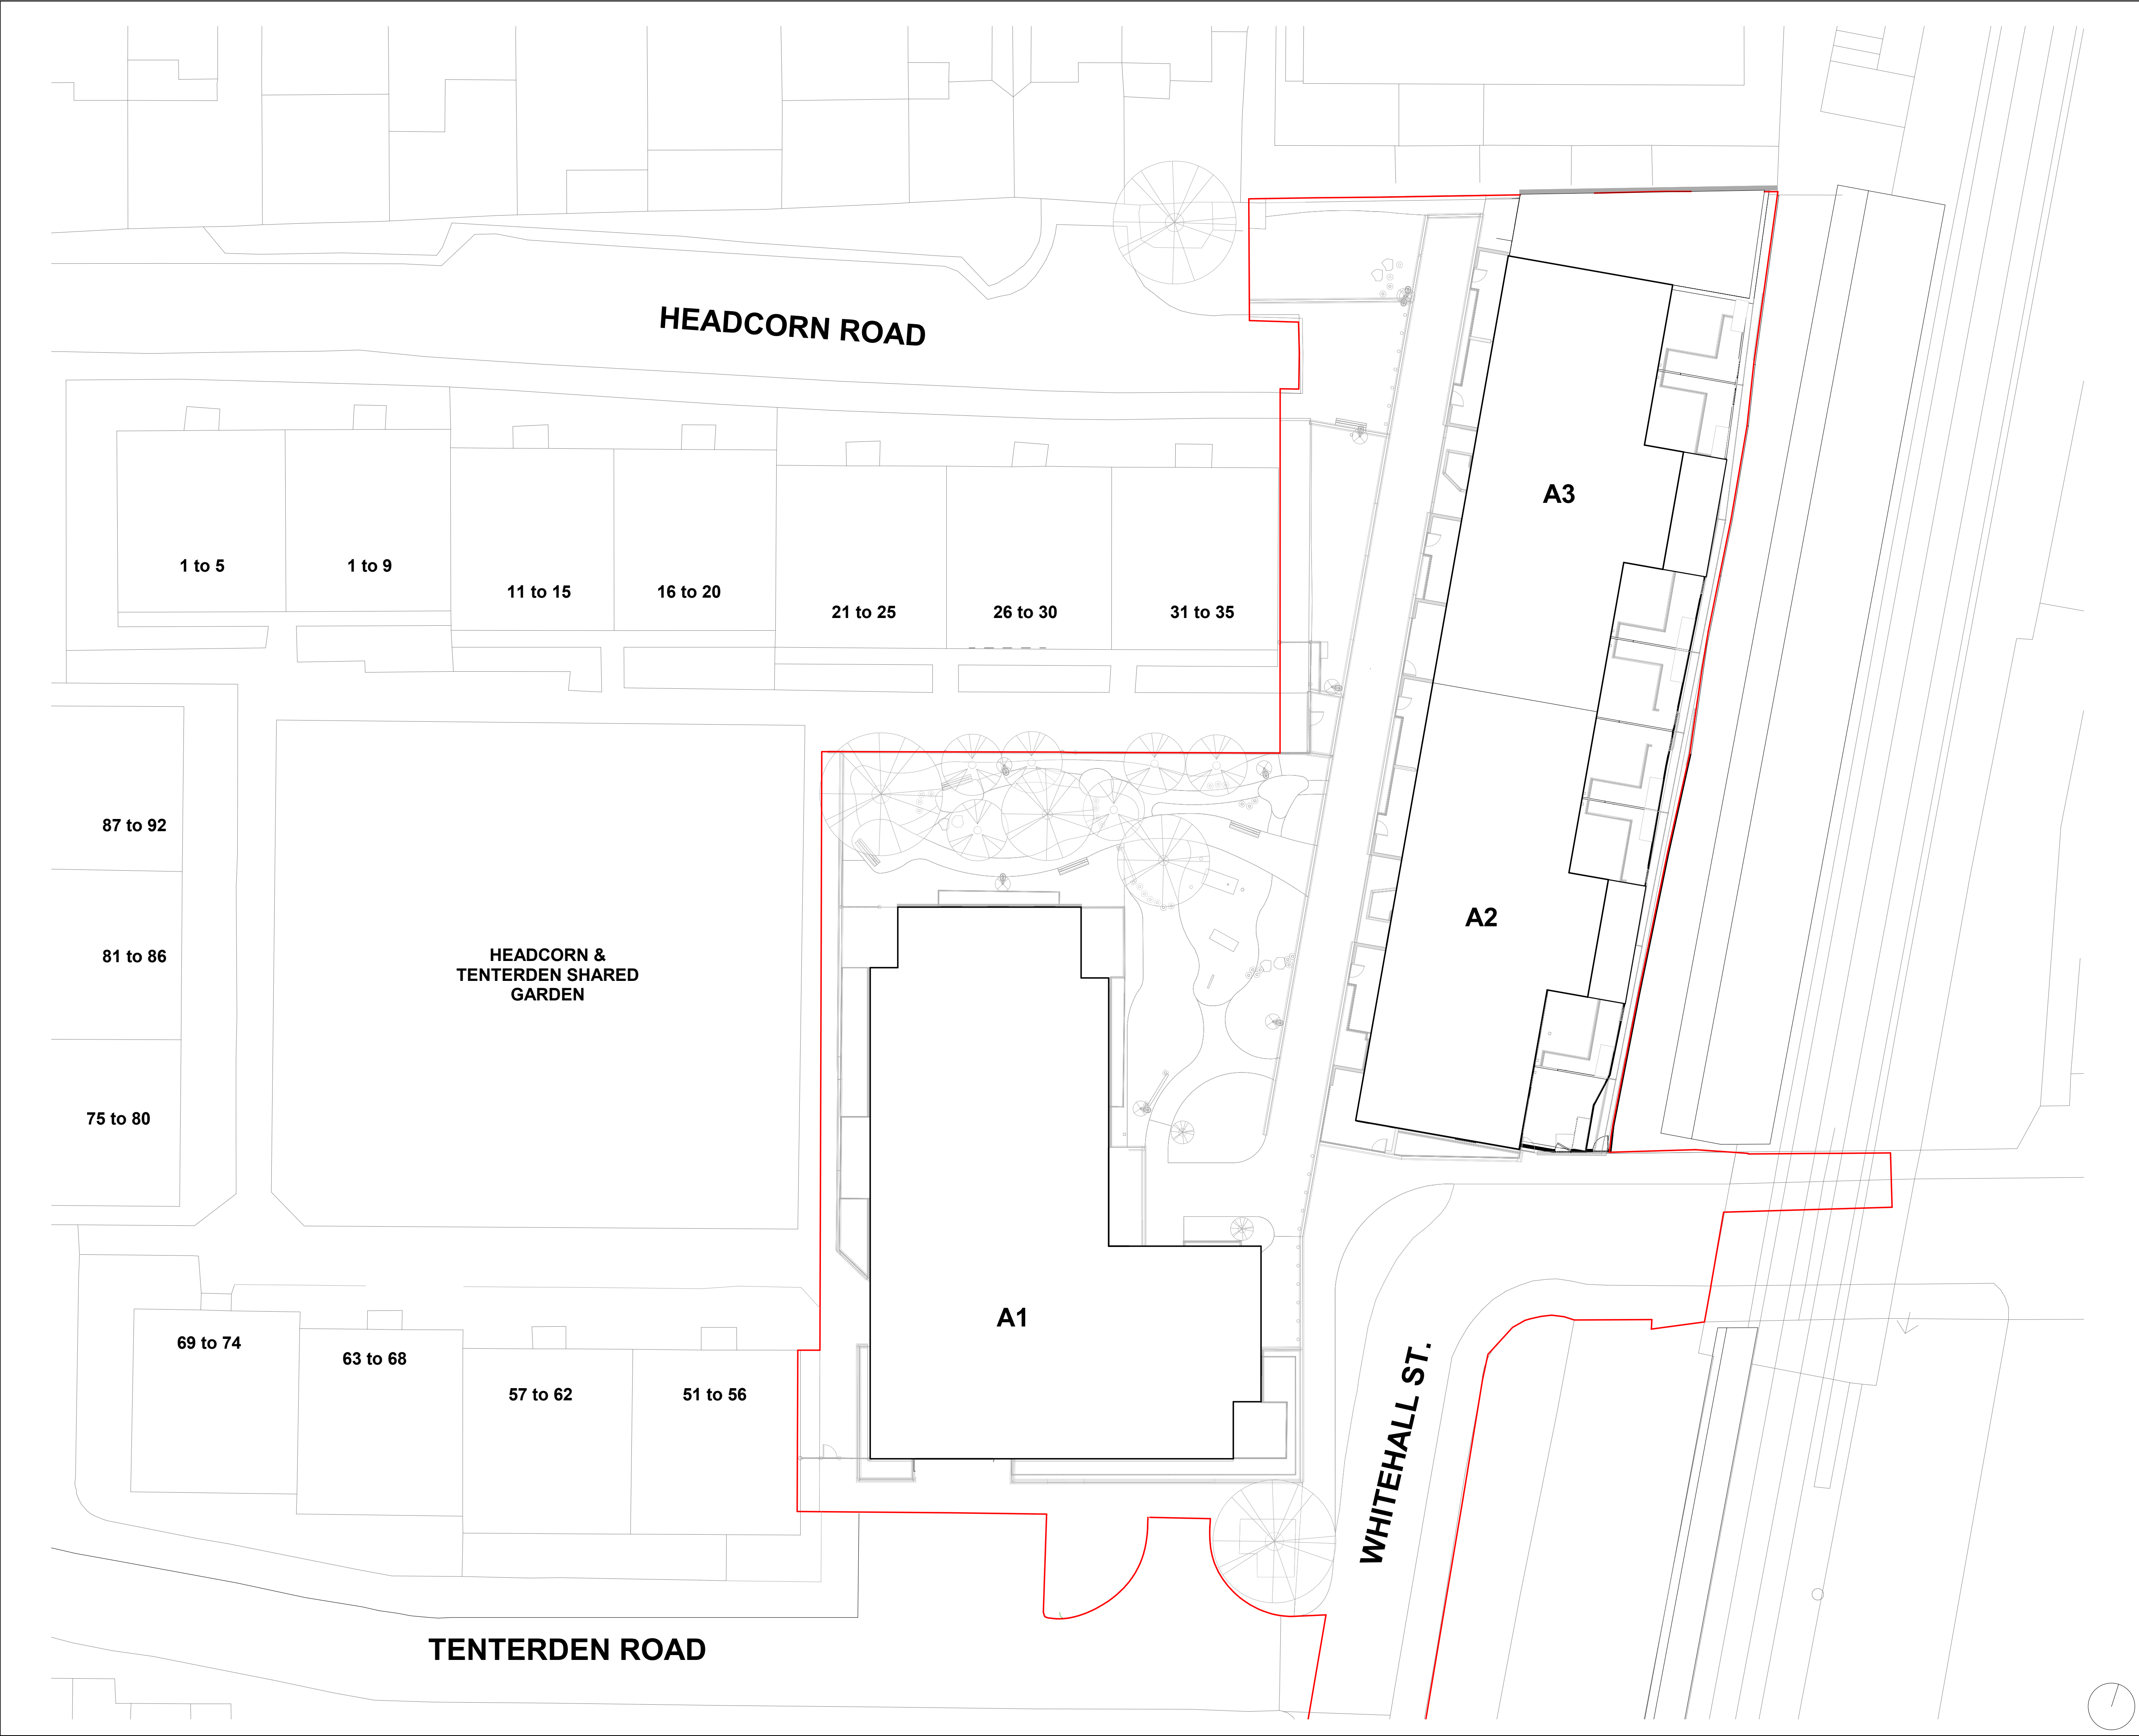 HEADCORN ROAD
A3
1 to 5
1 to 9
11 to 15
16 to 20
21 to 25
26 to 30
31 to 35
87 to 92
A2
81 to 86
HEADCORN &
TENTERDEN SHARED
GARDEN
75 to 80
A1
69 to 74
63 to 68
57 to 62
51 to 56
WHITEHALL ST.
TENTERDEN ROAD